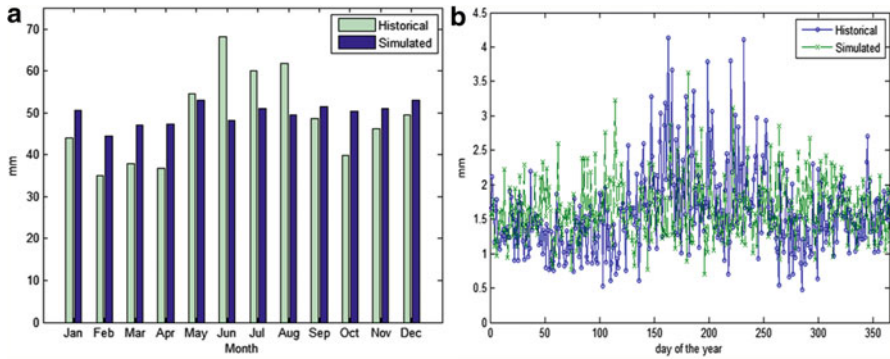 a
Historical
Simulated
70
60
50
40
30
20
10
0
mm
Jan Feb Mar Apr May Jun Jul Aug Sep Oct Nov Dec
Month
b
Historical
Simulated
4.5
4
3.5
3
2.5
2
1.5
1
0.5
0
mm
0 50 100 150 200 250 300 350
day of the year